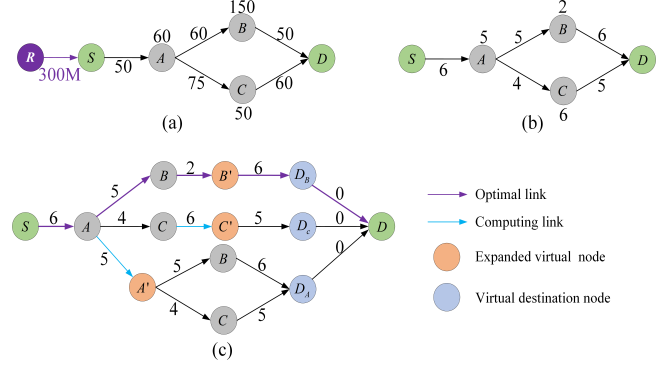 150
60 60 B 50
R S A D
300M 50
75 C 60
50
(a)
2
5 5 B 6
S A D
6
4 C 5
6
(b)
B 2 B' 6 D_B
5 0
S 6 A 4 C 6 C' 5 D_c 0 D
5 B 0
5 6
A' D_A
4 C 5
(c)
Optimal link
Computing link
Expanded virtual node
Virtual destination node